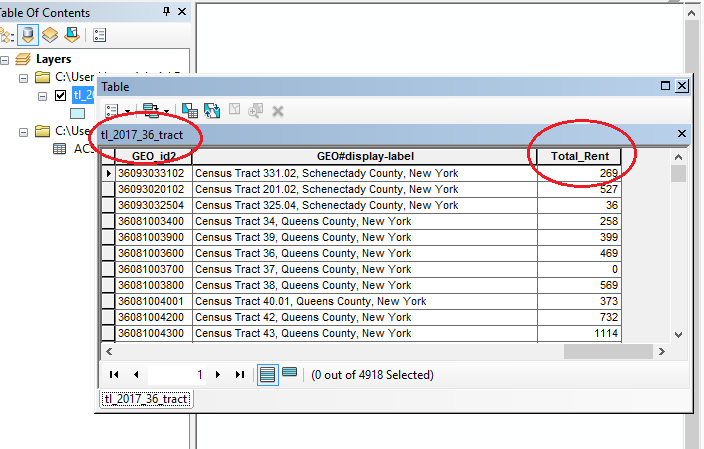 Table Of Contents
Layers
C:\User
tl_20
C:\Use
AC
Table
tl_2017_36_tract
GEO_id2 GEO#display-label Total_Rent
36093033102 Census Tract 331.02, Schenectady County, New York 269
36093020102 Census Tract 201.02, Schenectady County, New York 527
36093032504 Census Tract 325.04, Schenectady County, New York 36
36081003400 Census Tract 34, Queens County, New York 258
36081003900 Census Tract 39, Queens County, New York 399
36081003600 Census Tract 36, Queens County, New York 469
36081003700 Census Tract 37, Queens County, New York 0
36081003800 Census Tract 38, Queens County, New York 569
36081004001 Census Tract 40.01, Queens County, New York 373
36081004200 Census Tract 42, Queens County, New York 732
36081004300 Census Tract 43, Queens County, New York 1114
1 (0 out of 4918 Selected)
tl_2017_36_tract